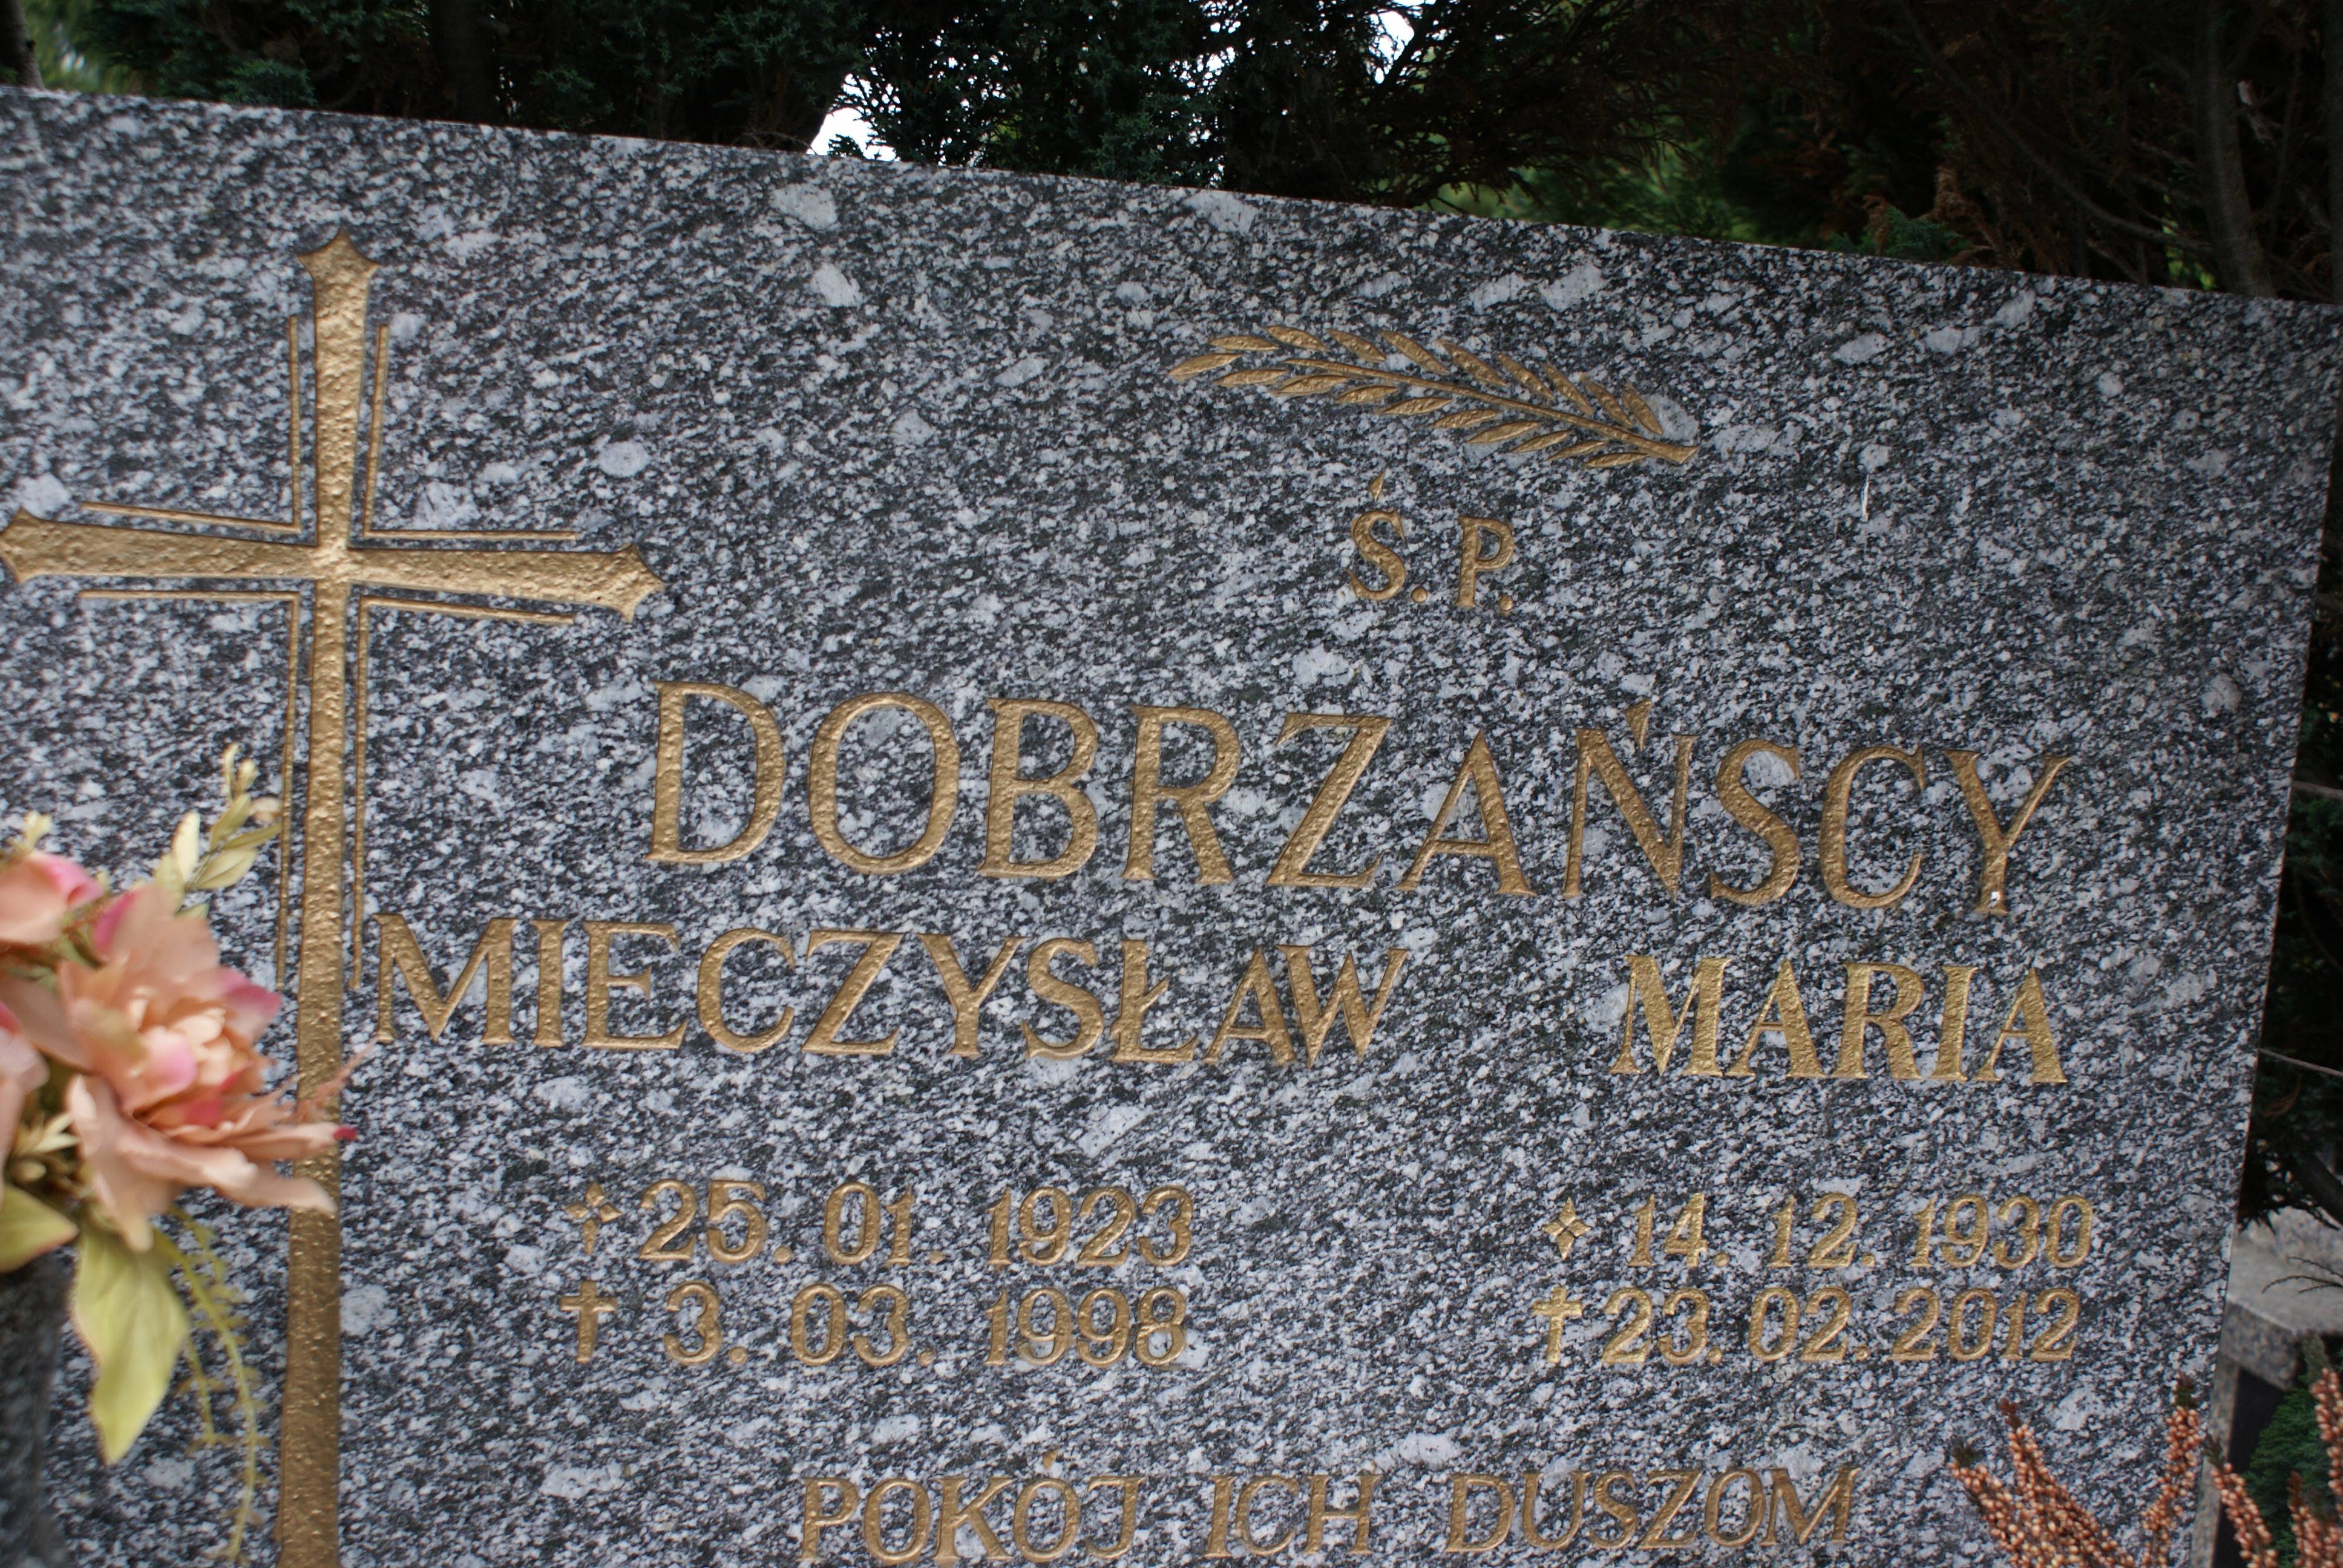 Ś. P.
DOBRZAŃSCY
MIECZYSŁAW MARIA
25. 01. 1923 14. 12. 1930
3. 03. 1998 23. 02. 2012
POKÓJ ICH DUSZOM